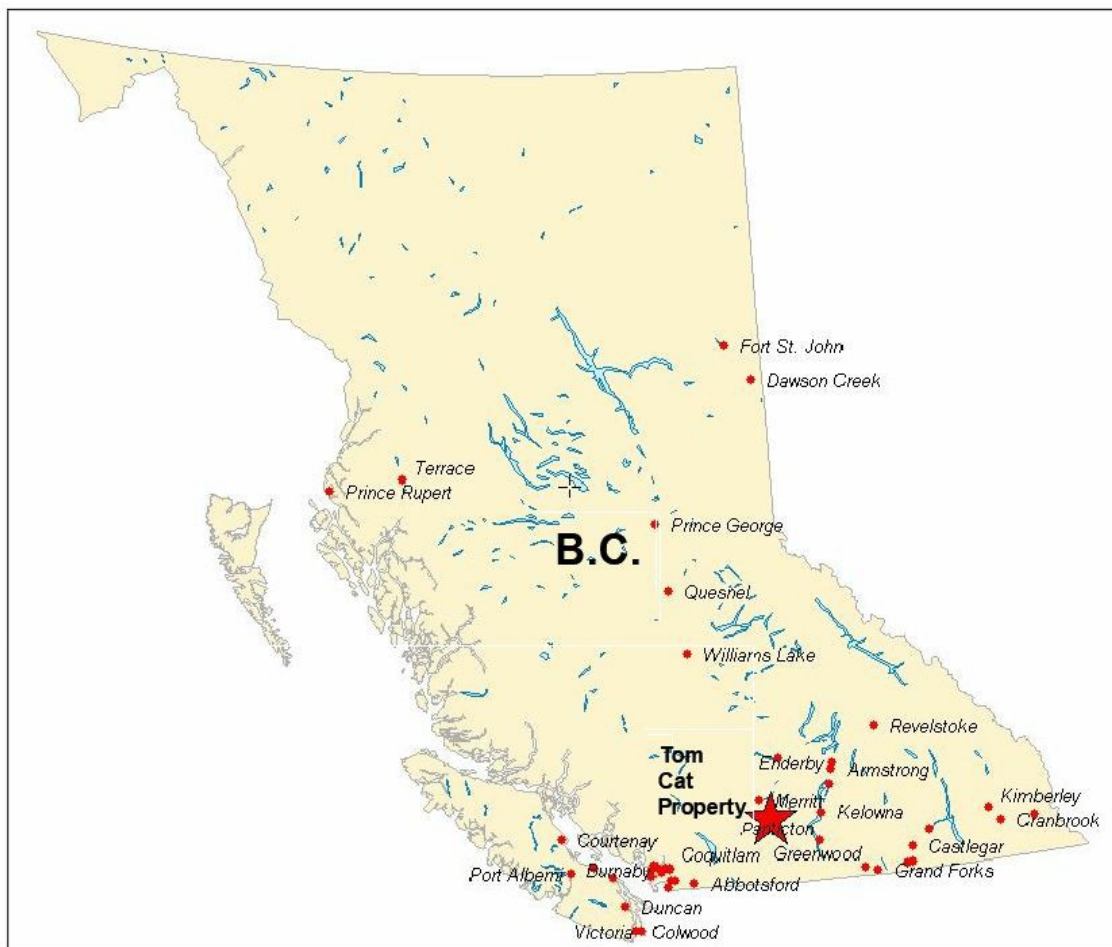 Fort St. John
Dawson Creek
Terrace
Prince Rupert
Prince George
B.C.
Quesnel
Williams Lake
Revelstoke
Tom
Cat
Property
Enderby
Armstrong
Merritt
Kelowna
Kimberley
Cranbrook
Penticton
Courtenay
Coquitlam
Greenwood
Castlegar
Port Alberni
Burnaby
Abbotsford
Grand Forks
Duncan
Victoria
Colwood